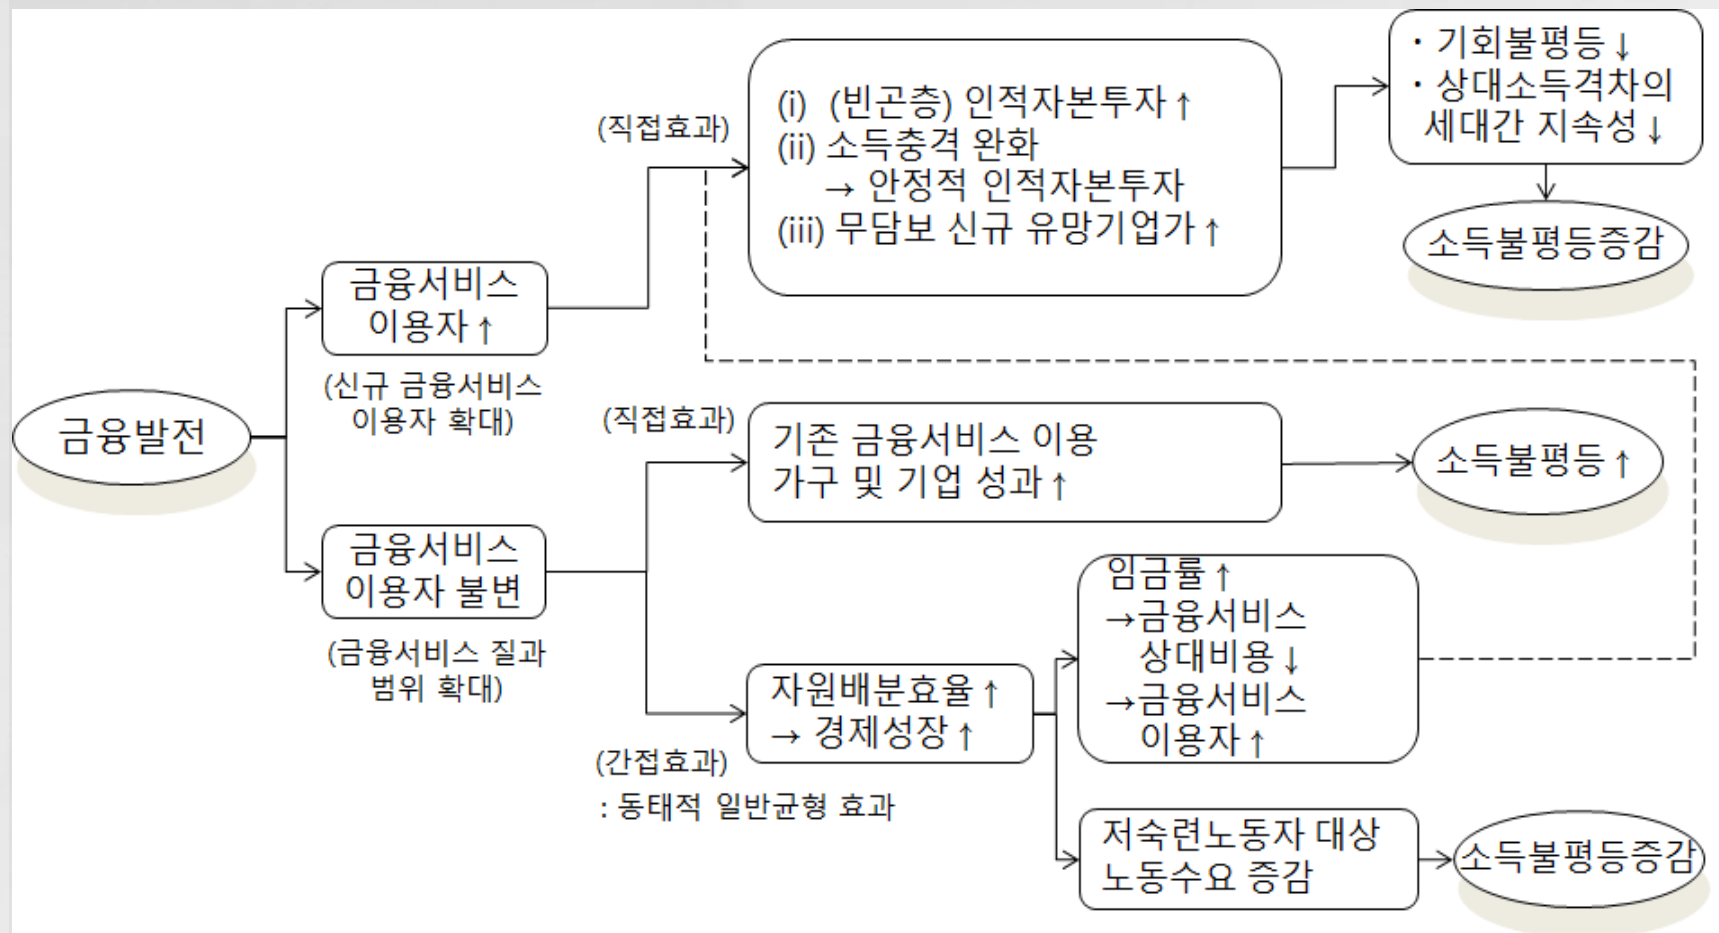 금융발전
금융서비스
이용자↑
(신규 금융서비스
이용자 확대)
(직접효과)
(i) (빈곤층) 인적자본투자↑
(ii) 소득충격 완화
→ 안정적 인적자본투자
(iii) 무담보 신규 유망기업가↑
· 기회불평등↓
· 상대소득격차의
세대간 지속성↓
소득불평등증감
금융서비스
이용자 불변
(금융서비스 질과
범위 확대)
(직접효과)
기존 금융서비스 이용
가구 및 기업 성과↑
소득불평등↑
(간접효과)
: 동태적 일반균형 효과
자원배분효율↑
→ 경제성장↑
임금률↑
→금융서비스
상대비용↓
→금융서비스
이용자↑
저숙련노동자 대상
노동수요 증감
소득불평등증감